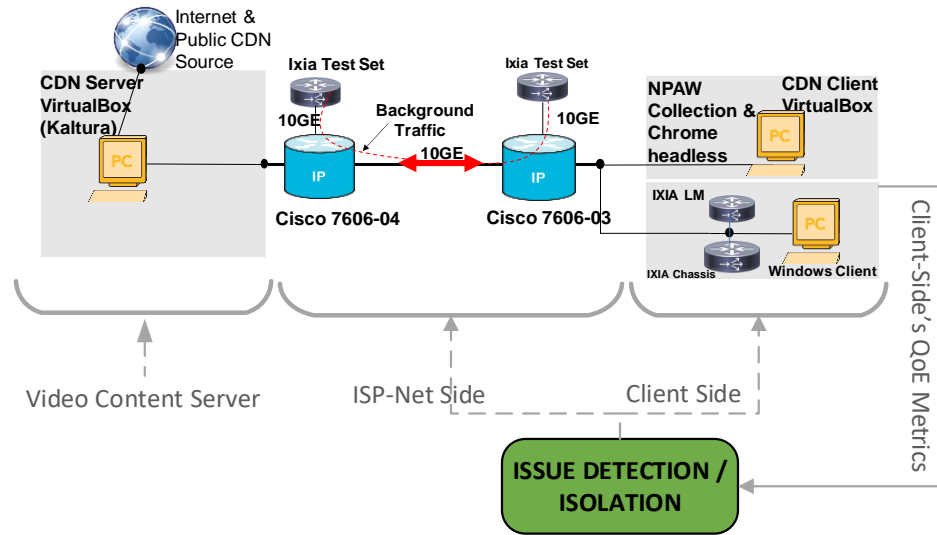 Internet &
Public CDN
Source
CDN Server
VirtualBox
(Kaltura)
PC
Ixia Test Set
10GE
Background
Traffic
10GE
IP
Cisco 7606-04
Ixia Test Set
10GE
IP
Cisco 7606-03
NPAW
Collection &
Chrome
headless
CDN Client
VirtualBox
PC
IXIA LM
IXIA Chassis
PC
Windows Client
Client-Side's QoE Metrics
Video Content Server
ISP-Net Side
Client Side
ISSUE DETECTION /
ISOLATION